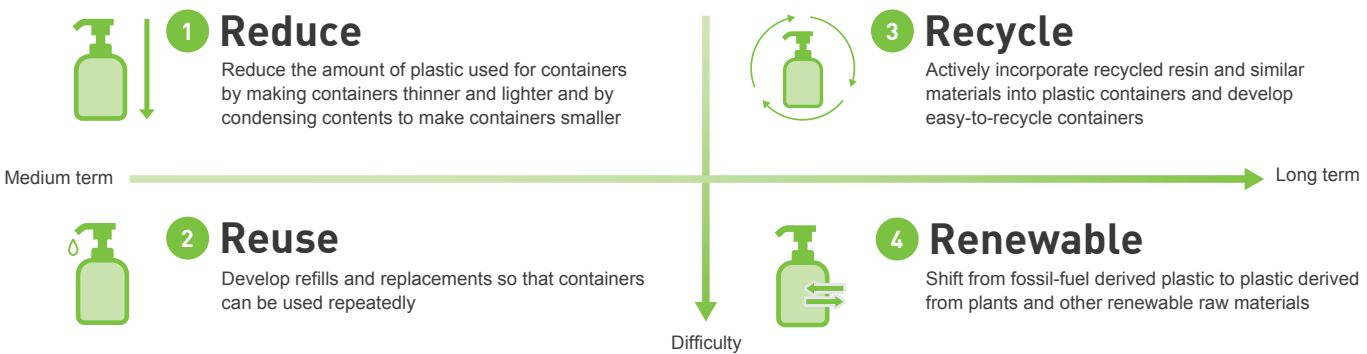 1 Reduce
Reduce the amount of plastic used for containers
by making containers thinner and lighter and by
condensing contents to make containers smaller
3 Recycle
Actively incorporate recycled resin and similar
materials into plastic containers and develop
easy-to-recycle containers
Medium term
Long term
2 Reuse
Develop refills and replacements so that containers
can be used repeatedly
4 Renewable
Shift from fossil-fuel derived plastic to plastic derived
from plants and other renewable raw materials
Difficulty